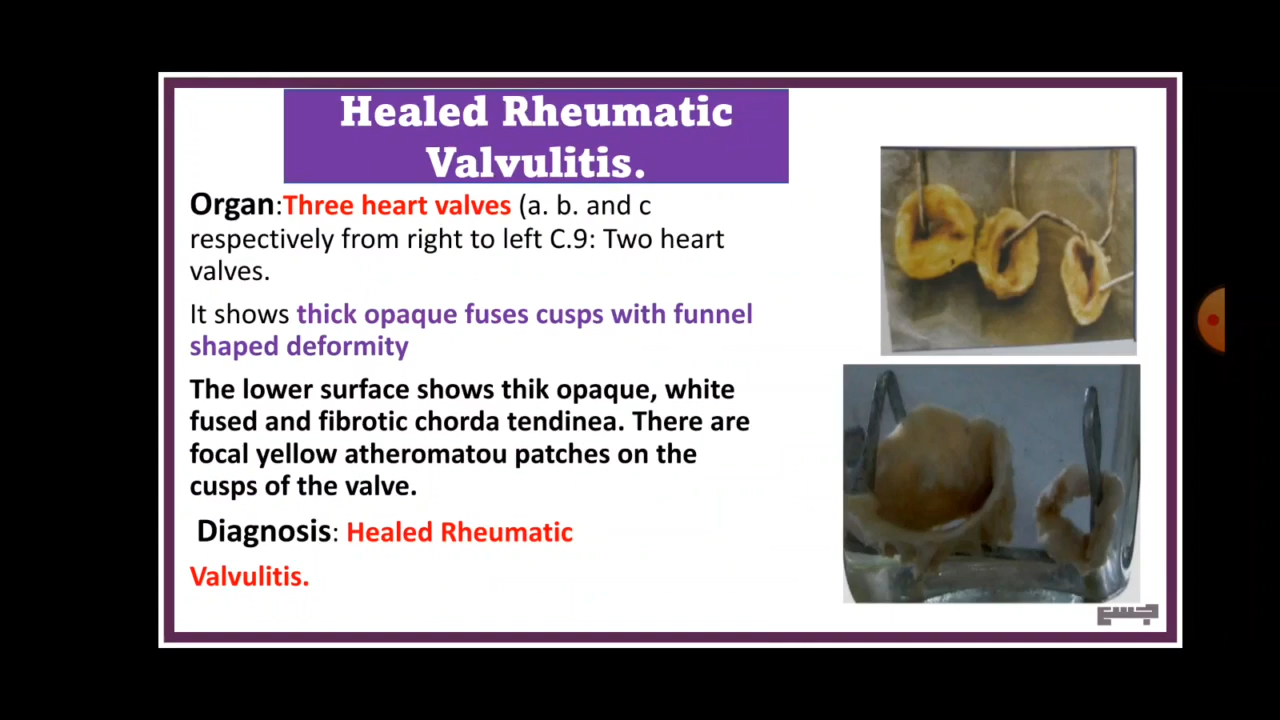 Healed Rheumatic
Valvulitis.
Organ:Three heart valves (a. b. and c
respectively from right to left C.9: Two heart
valves.
It shows thick opaque fuses cusps with funnel
shaped deformity
The lower surface shows thik opaque, white
fused and fibrotic chorda tendinea. There are
focal yellow atheromatou patches on the
cusps of the valve.
Diagnosis: Healed Rheumatic
Valvulitis.